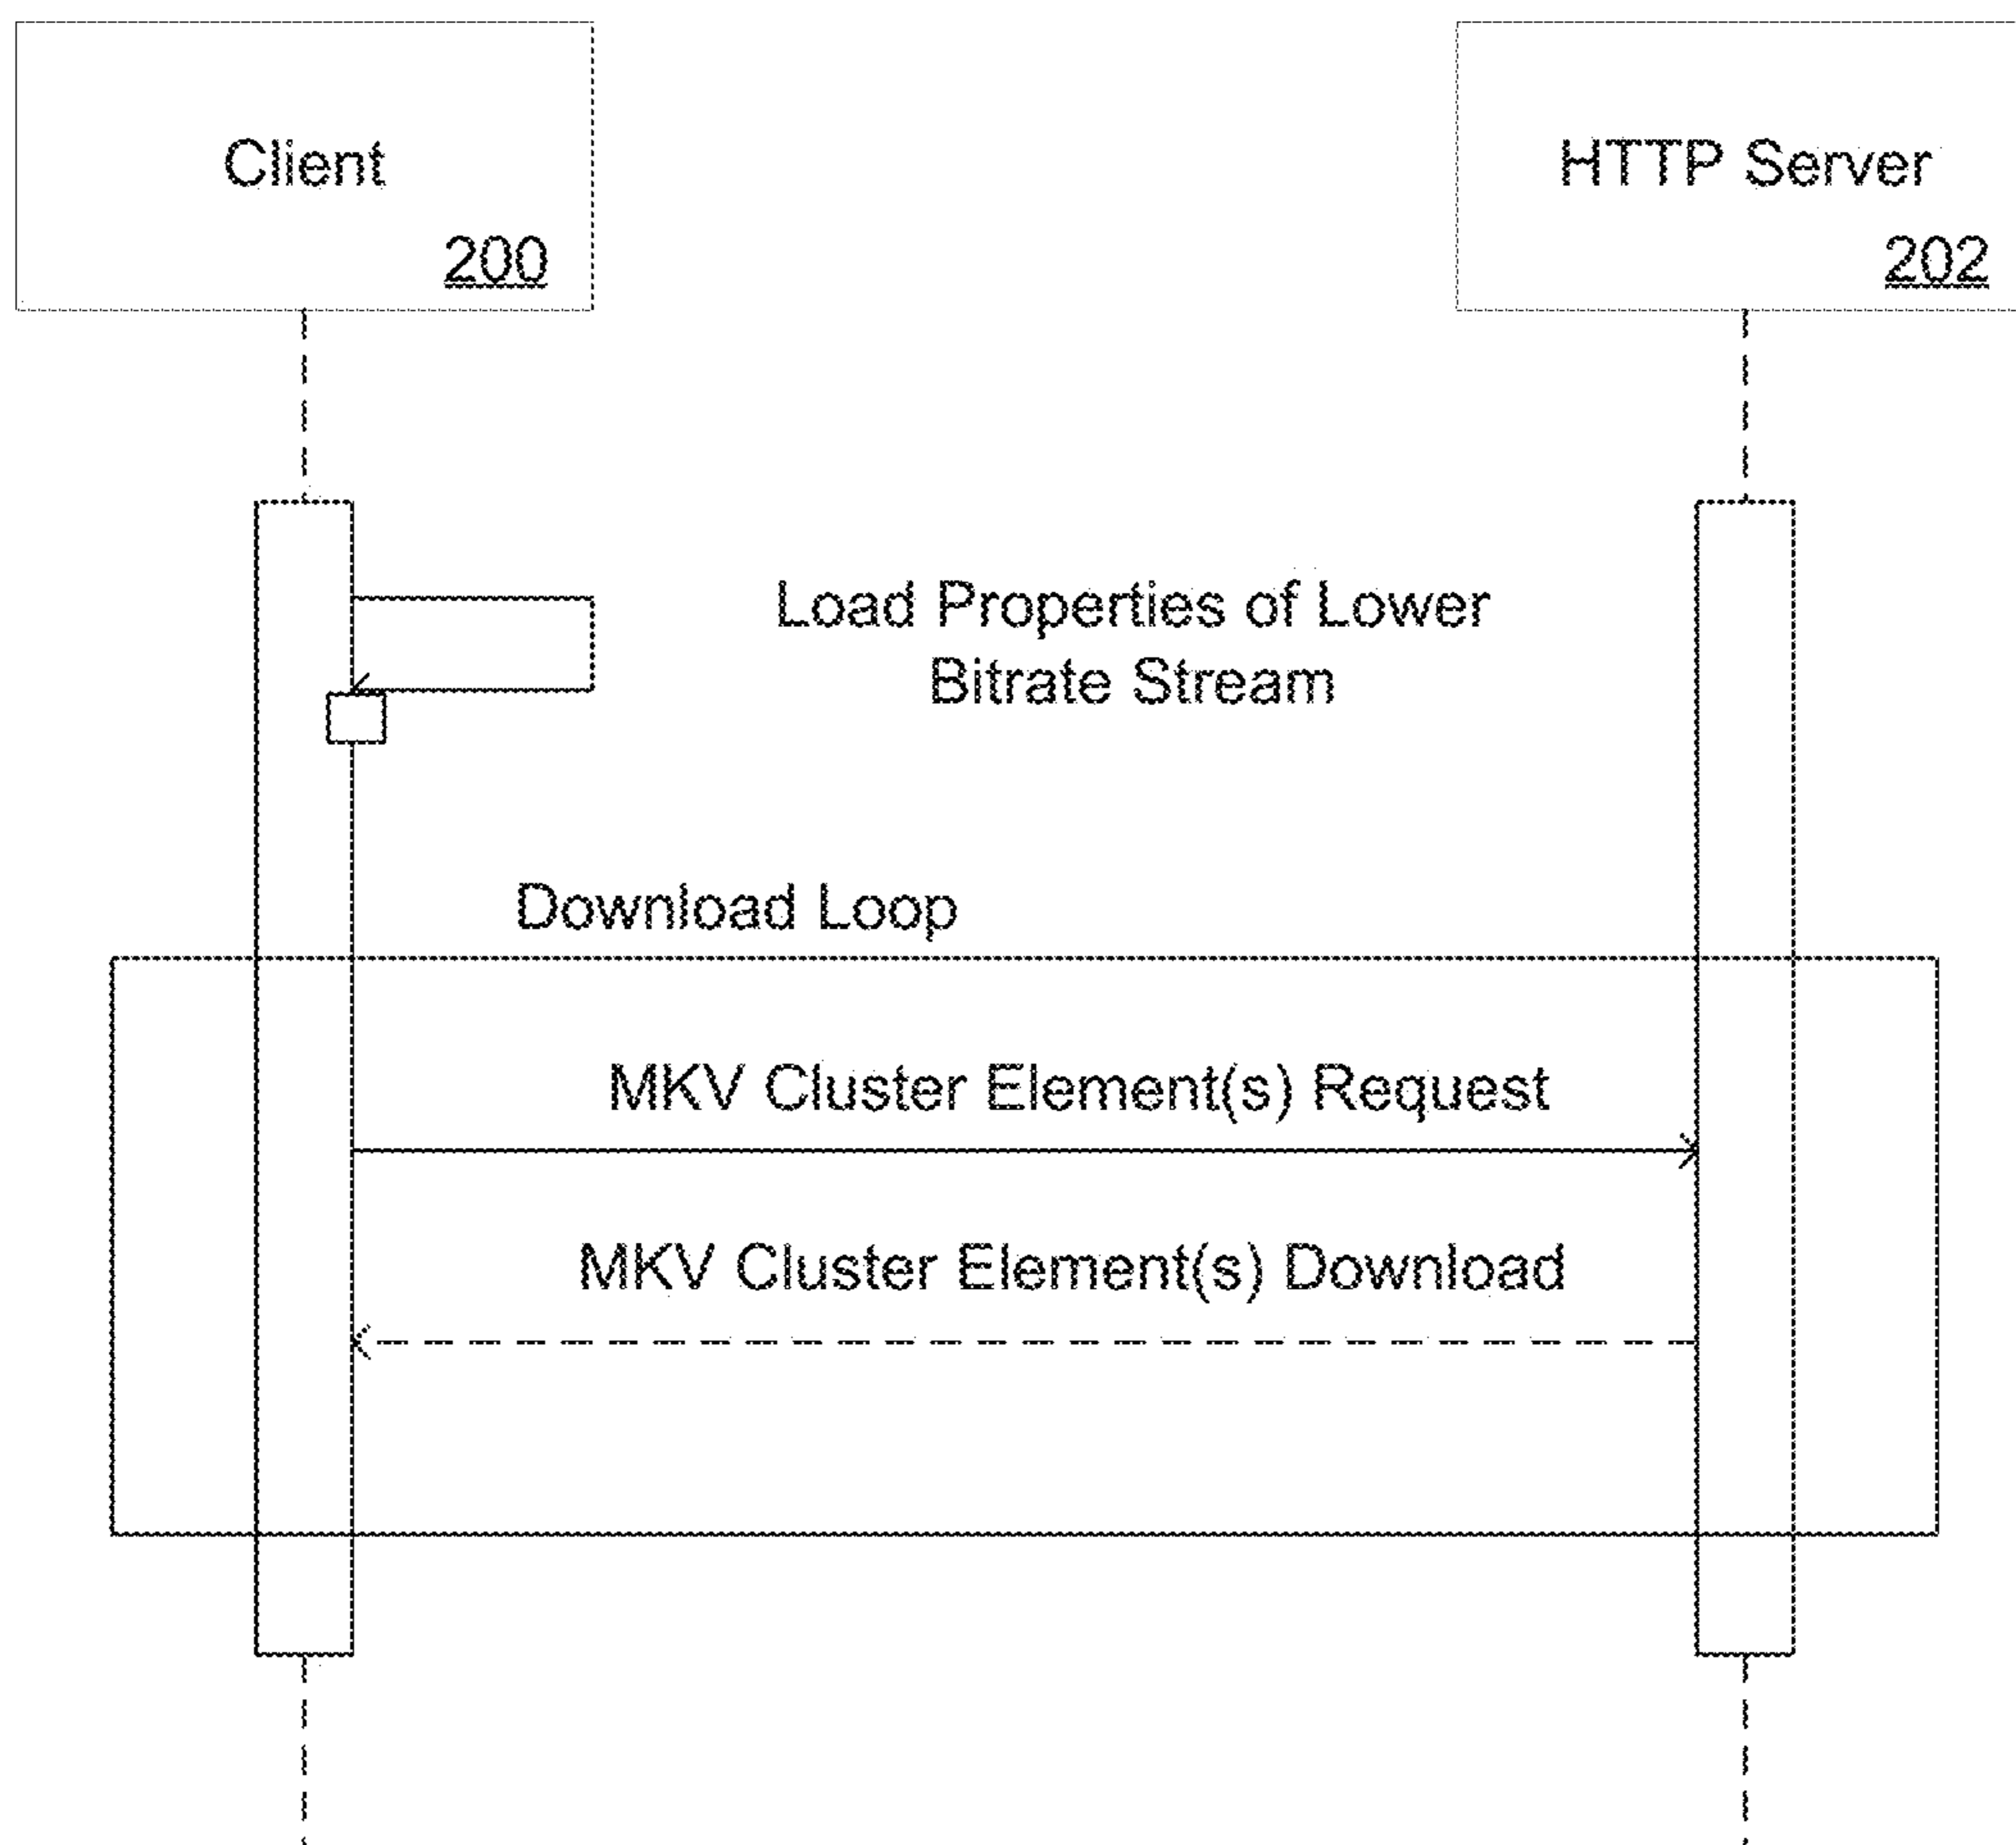 Client
200
HTTP Server
202
Load Properties of Lower
Bitrate Stream
Download Loop
MKV Cluster Element(s) Request
MKV Cluster Element(s) Download